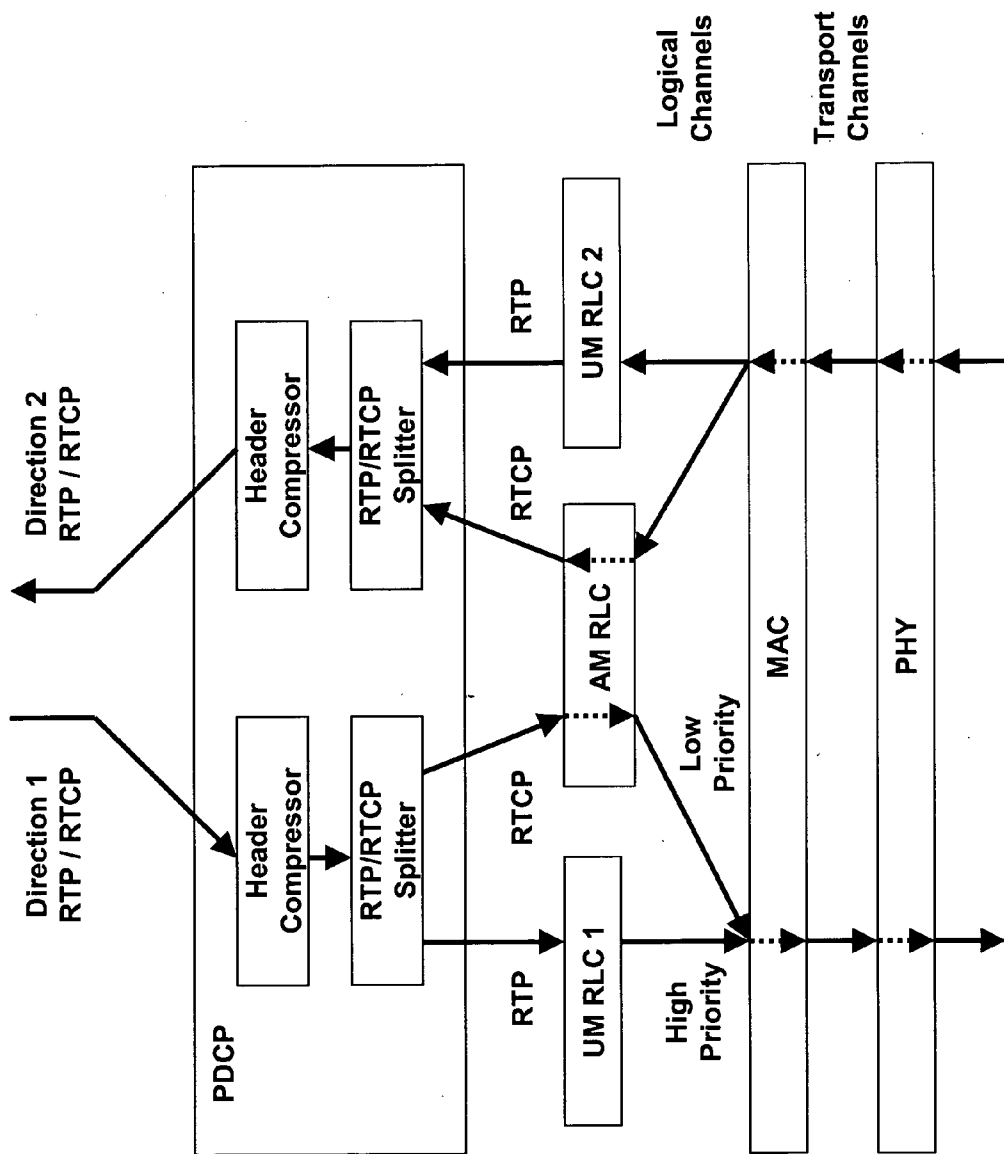 Direction 1
RTP / RTCP
Direction 2
RTP / RTCP
PDCP
Header
Compressor
Header
Compressor
RTP/RTCP
Splitter
RTP/RTCP
Splitter
RTP
RTCP
RTCP
RTP
UM RLC 1
AM RLC
UM RLC 2
High
Priority
Low
Priority
Logical
Channels
MAC
Transport
Channels
PHY